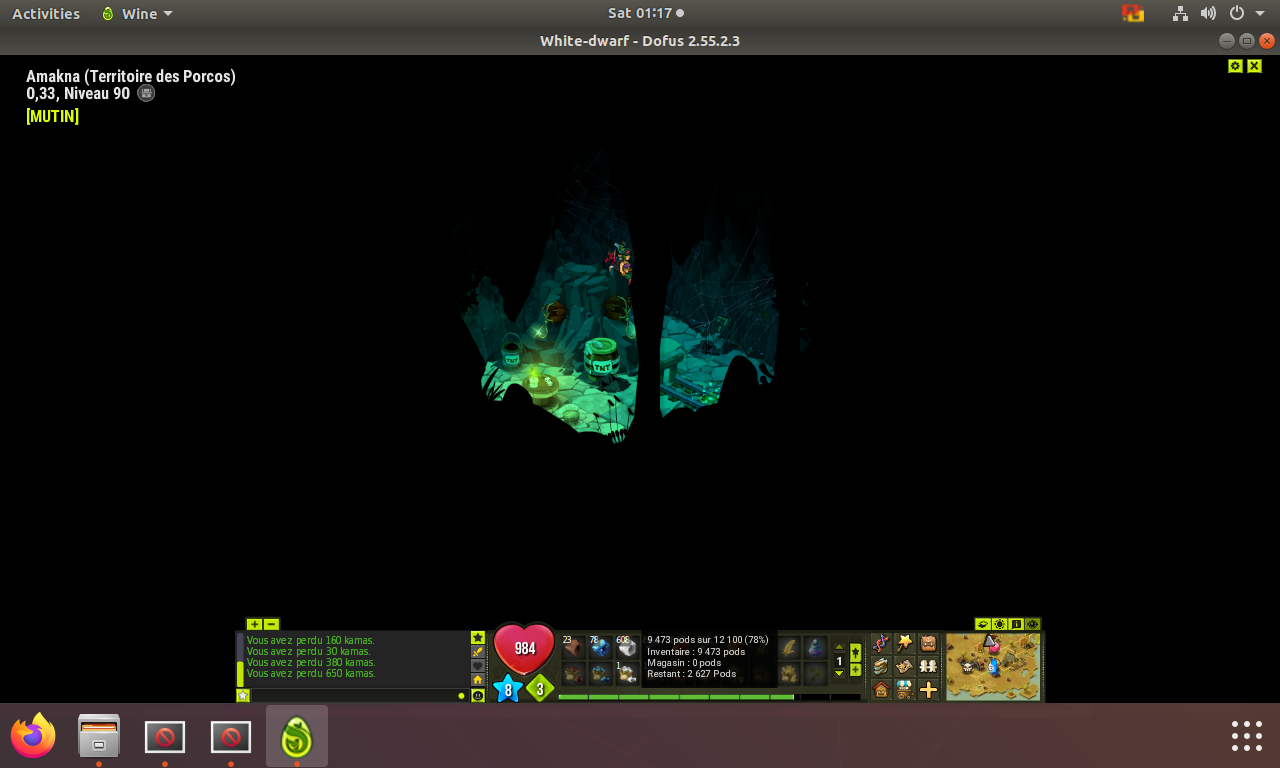 Activities
Wine
Sat 01:17
White-dwarf - Dofus 2.55.2.3
Amakna (Territoire des Porcos)
0,33, Niveau 90
[MUTIN]
TNT
TNT
Vous avez perdu 160 kamas.
Vous avez perdu 30 kamas.
Vous avez perdu 380 kamas.
Vous avez perdu 650 kamas.
984
8
3
23
78
608
1
9 473 pods sur 12 100 (78%)
Inventaire : 9 473 pods
Magasin : 0 pods
Restant : 2 627 Pods
1